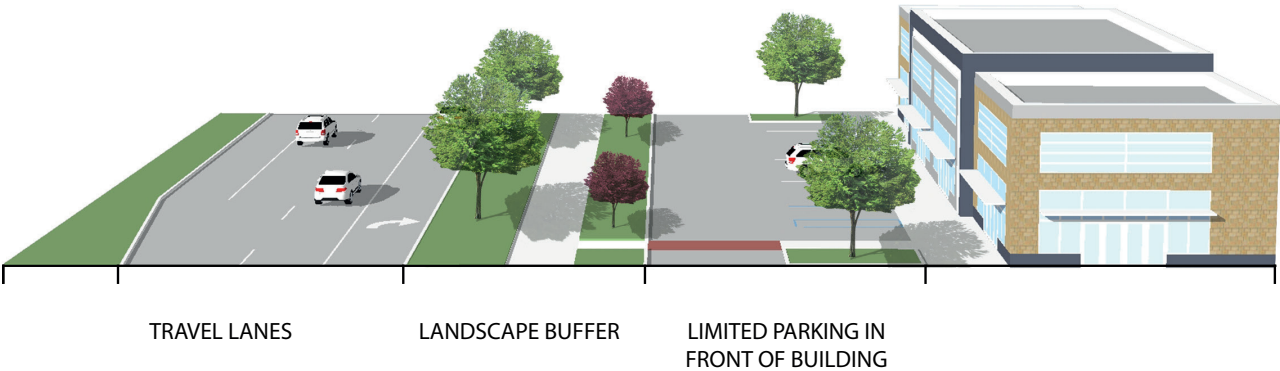 TRAVEL LANES
LANDSCAPE BUFFER
LIMITED PARKING IN
FRONT OF BUILDING